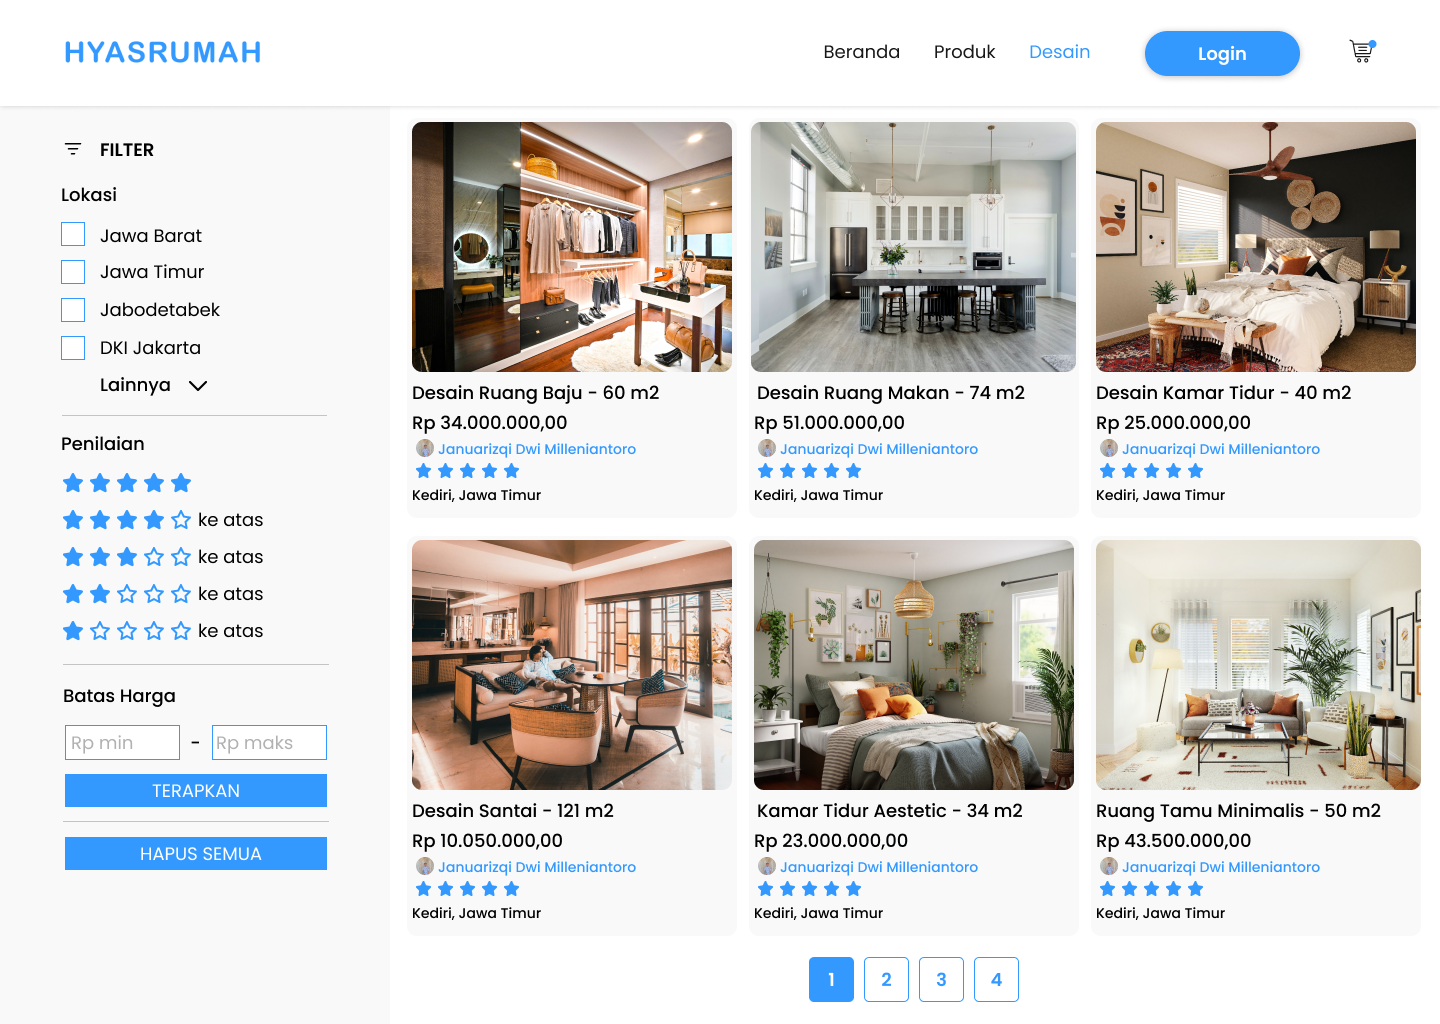 HYASRUMAH
Beranda
Produk
Desain
Login
FILTER
Lokasi
Jawa Barat
Jawa Timur
Jabodetabek
DKI Jakarta
Lainnya
Penilaian
ke atas
ke atas
ke atas
ke atas
Batas Harga
Rp min - Rp maks
TERAPKAN
HAPUS SEMUA
Desain Ruang Baju - 60 m2
Rp 34.000.000,00
Januarizqi Dwi Milleniantoro
Kediri, Jawa Timur
Desain Ruang Makan - 74 m2
Rp 51.000.000,00
Januarizqi Dwi Milleniantoro
Kediri, Jawa Timur
Desain Kamar Tidur - 40 m2
Rp 25.000.000,00
Januarizqi Dwi Milleniantoro
Kediri, Jawa Timur
Desain Santai - 121 m2
Rp 10.050.000,00
Januarizqi Dwi Milleniantoro
Kediri, Jawa Timur
Kamar Tidur Aestetic - 34 m2
Rp 23.000.000,00
Januarizqi Dwi Milleniantoro
Kediri, Jawa Timur
Ruang Tamu Minimalis - 50 m2
Rp 43.500.000,00
Januarizqi Dwi Milleniantoro
Kediri, Jawa Timur
1
2
3
4